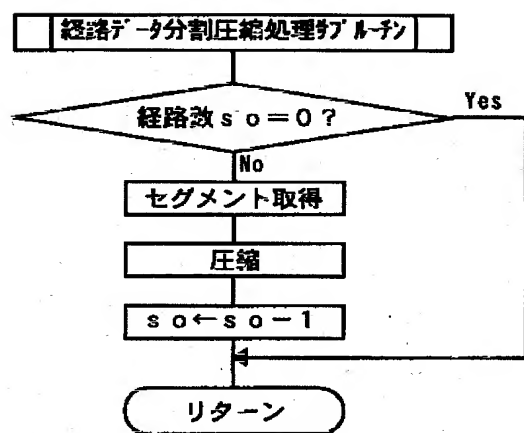 経路ﾃﾞｰﾀ分割圧縮処理ｻﾌﾞﾙｰﾁﾝ
経路数ｓｏ＝０？
Yes
No
セグメント取得
圧縮
ｓｏ←ｓｏ－１
リターン